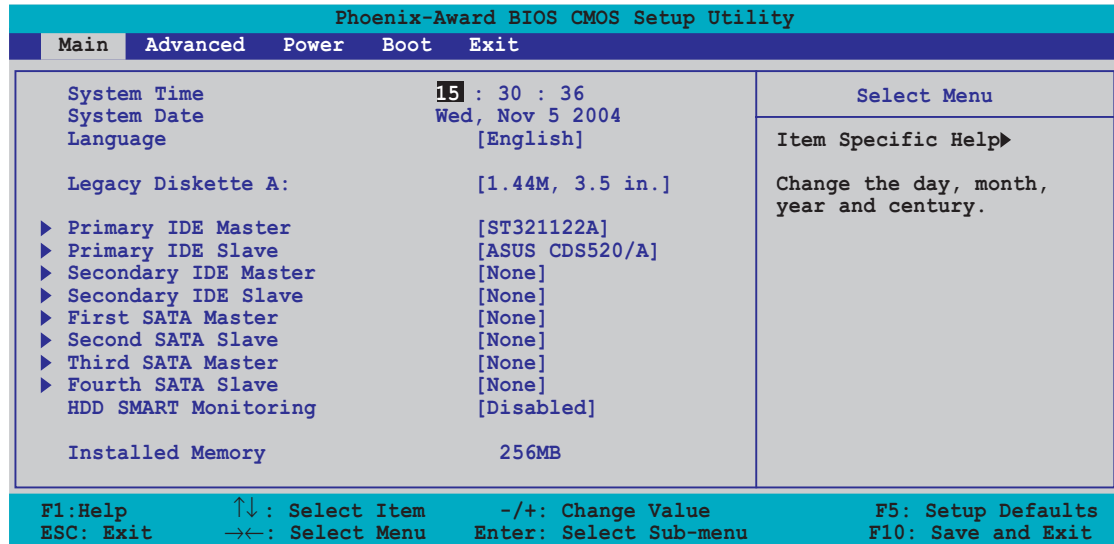 Phoenix-Award BIOS CMOS Setup Utility
Main Advanced Power Boot Exit
System Time 15 : 30 : 36
System Date Wed, Nov 5 2004
Language [English]
Legacy Diskette A: [1.44M, 3.5 in.]
Primary IDE Master [ST321122A]
Primary IDE Slave [ASUS CDS520/A]
Secondary IDE Master [None]
Secondary IDE Slave [None]
First SATA Master [None]
Second SATA Slave [None]
Third SATA Master [None]
Fourth SATA Slave [None]
HDD SMART Monitoring [Disabled]
Installed Memory 256MB
Select Menu
Item Specific Help▶
Change the day, month,
year and century.
F1:Help ↑↓: Select Item -/+: Change Value F5: Setup Defaults
ESC: Exit →←: Select Menu Enter: Select Sub-menu F10: Save and Exit